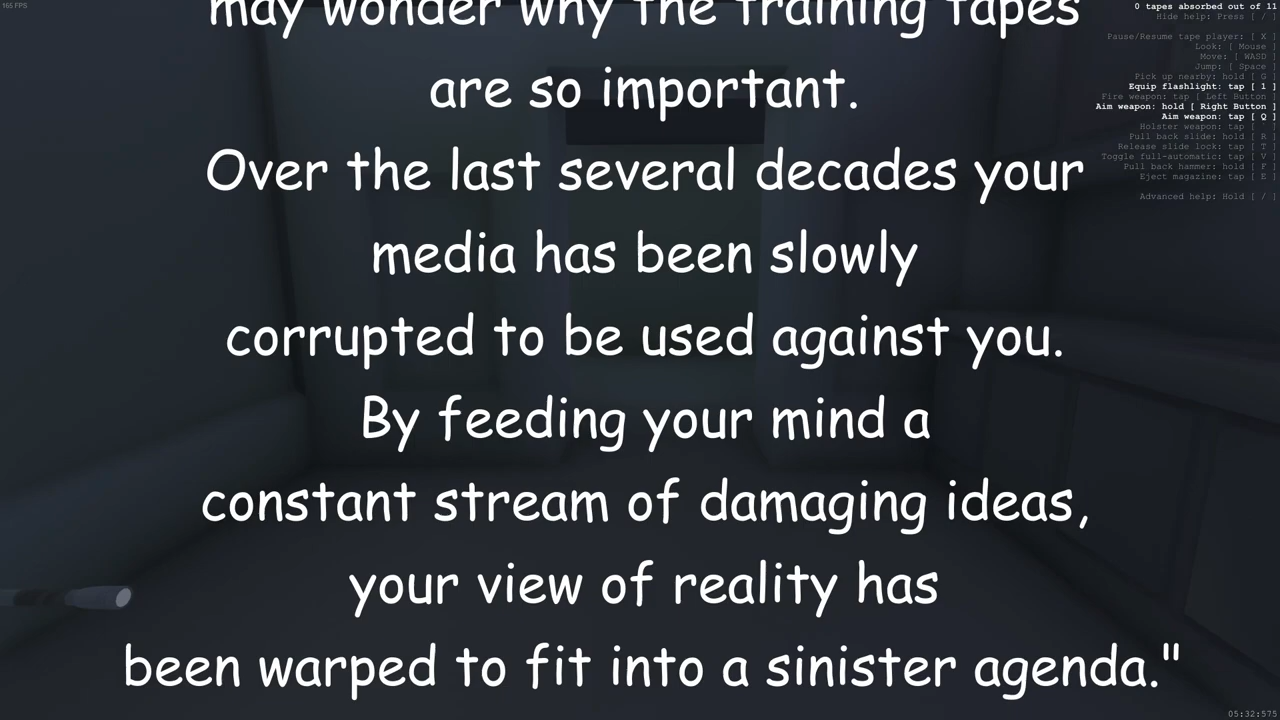 165 FPS
0 tapes absorbed out of 11
Hide help: Press [ / ]
Pause/Resume tape player: [ X ]
Look: [ Mouse ]
Move: [ WASD ]
Jump: [ Space ]
Pick up nearby: hold [ G ]
Equip flashlight: tap [ 1 ]
Fire weapon: tap [ Left Button ]
Aim weapon: hold [ Right Button ]
Aim weapon: tap [ Q ]
Holster weapon: tap [ ]
Pull back slide: hold [ R ]
Release slide lock: tap [ T ]
Toggle full-automatic: tap [ V ]
Pull back hammer: hold [ F ]
Eject magazine: tap [ E ]
Advanced help: Hold [ / ]
may wonder why the training tapes
are so important.
Over the last several decades your
media has been slowly
corrupted to be used against you.
By feeding your mind a
constant stream of damaging ideas,
your view of reality has
been warped to fit into a sinister agenda."
05:32:575